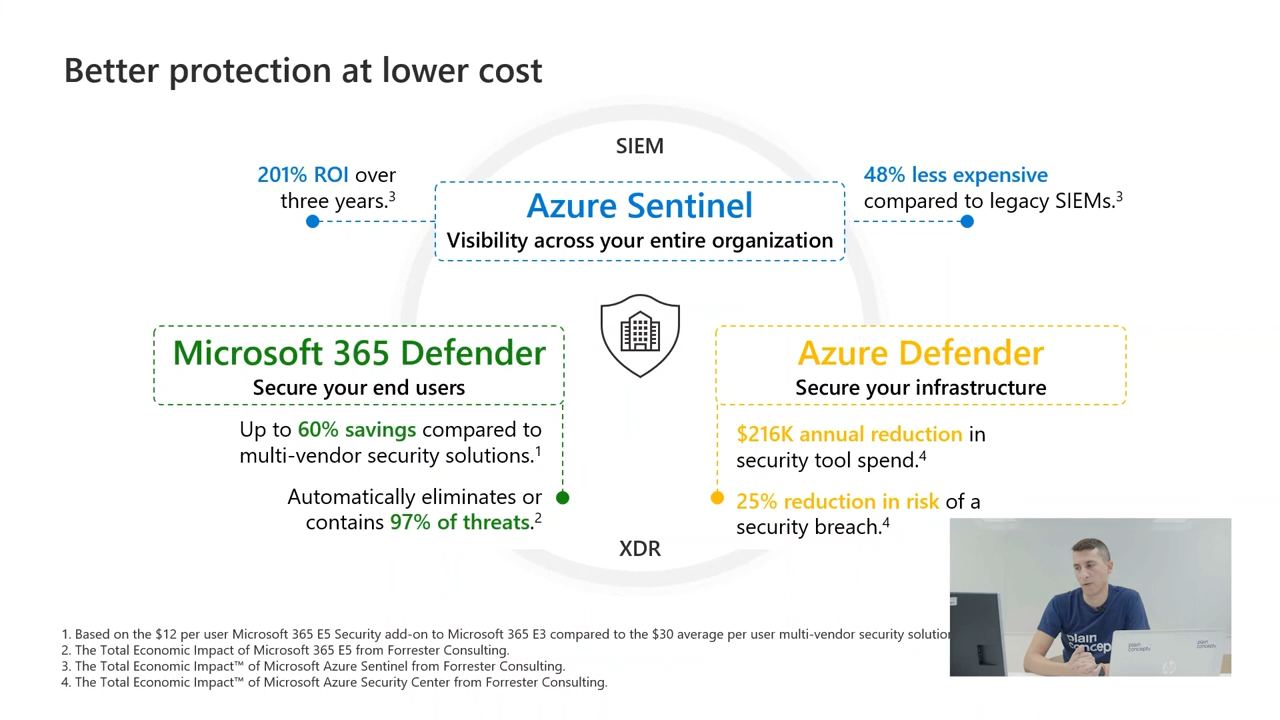 Better protection at lower cost
SIEM
201% ROI over
three years.3
Azure Sentinel
Visibility across your entire organization
48% less expensive
compared to legacy SIEMs.3
Microsoft 365 Defender
Secure your end users
Up to 60% savings compared to
multi-vendor security solutions.1
Automatically eliminates or
contains 97% of threats.2
Azure Defender
Secure your infrastructure
$216K annual reduction in
security tool spend.4
25% reduction in risk of a
security breach.4
XDR
1. Based on the $12 per user Microsoft 365 E5 Security add-on to Microsoft 365 E3 compared to the $30 average per user multi-vendor security
2. The Total Economic Impact of Microsoft 365 E5 from Forrester Consulting.
3. The Total Economic Impact™ of Microsoft Azure Sentinel from Forrester Consulting.
4. The Total Economic Impact™ of Microsoft Azure Security Center from Forrester Consulting.
plain
concepts
plain
concepts